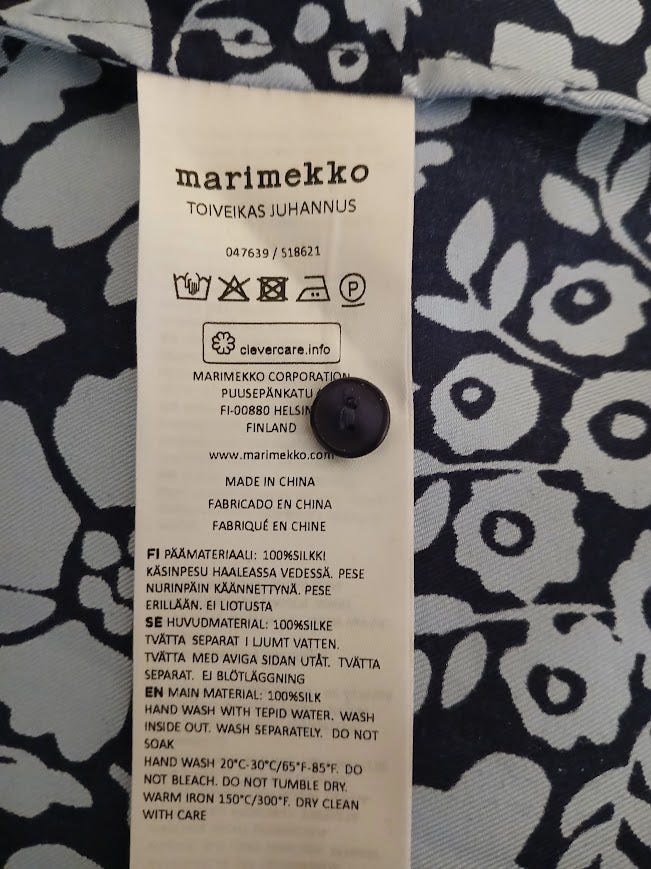 marimekko
TOIVEIKAS JUHANNUS
047639 / 518621
P
clevercare.info
MARIMEKKO CORPORATION
PUUSEPÄNKATU
FI-00880
FINLAND
www.marimekko.com
MADE IN CHINA
FABRICADO EN CHINA
FABRIQUÉ EN CHINE
FI PÄÄMATERIAALI: 100%SILKKI
KÄSINPESU HAALEASSA VEDESSÄ. PESE
NURINPÄIN KÄÄNNETTYNÄ. PESE
ERILLÄÄN. EI LIOTUSTA
SE HUVUDMATERIAL: 100%SILKE
TVÄTTA SEPARAT I LJUMT VATTEN.
TVÄTTA MED AVIGA SIDAN UTÅT. TVÄTTA
SEPARAT. EJ BLÖTLÄGGNING
EN MAIN MATERIAL: 100%SILK
HAND WASH WITH TEPID WATER. WASH
INSIDE OUT. WASH SEPARATELY. DO NOT
SOAK
HAND WASH 20°C-30°C/65°F-85°F. DO
NOT BLEACH. DO NOT TUMBLE DRY.
WARM IRON 150°C/300°F. DRY CLEAN
WITH CARE